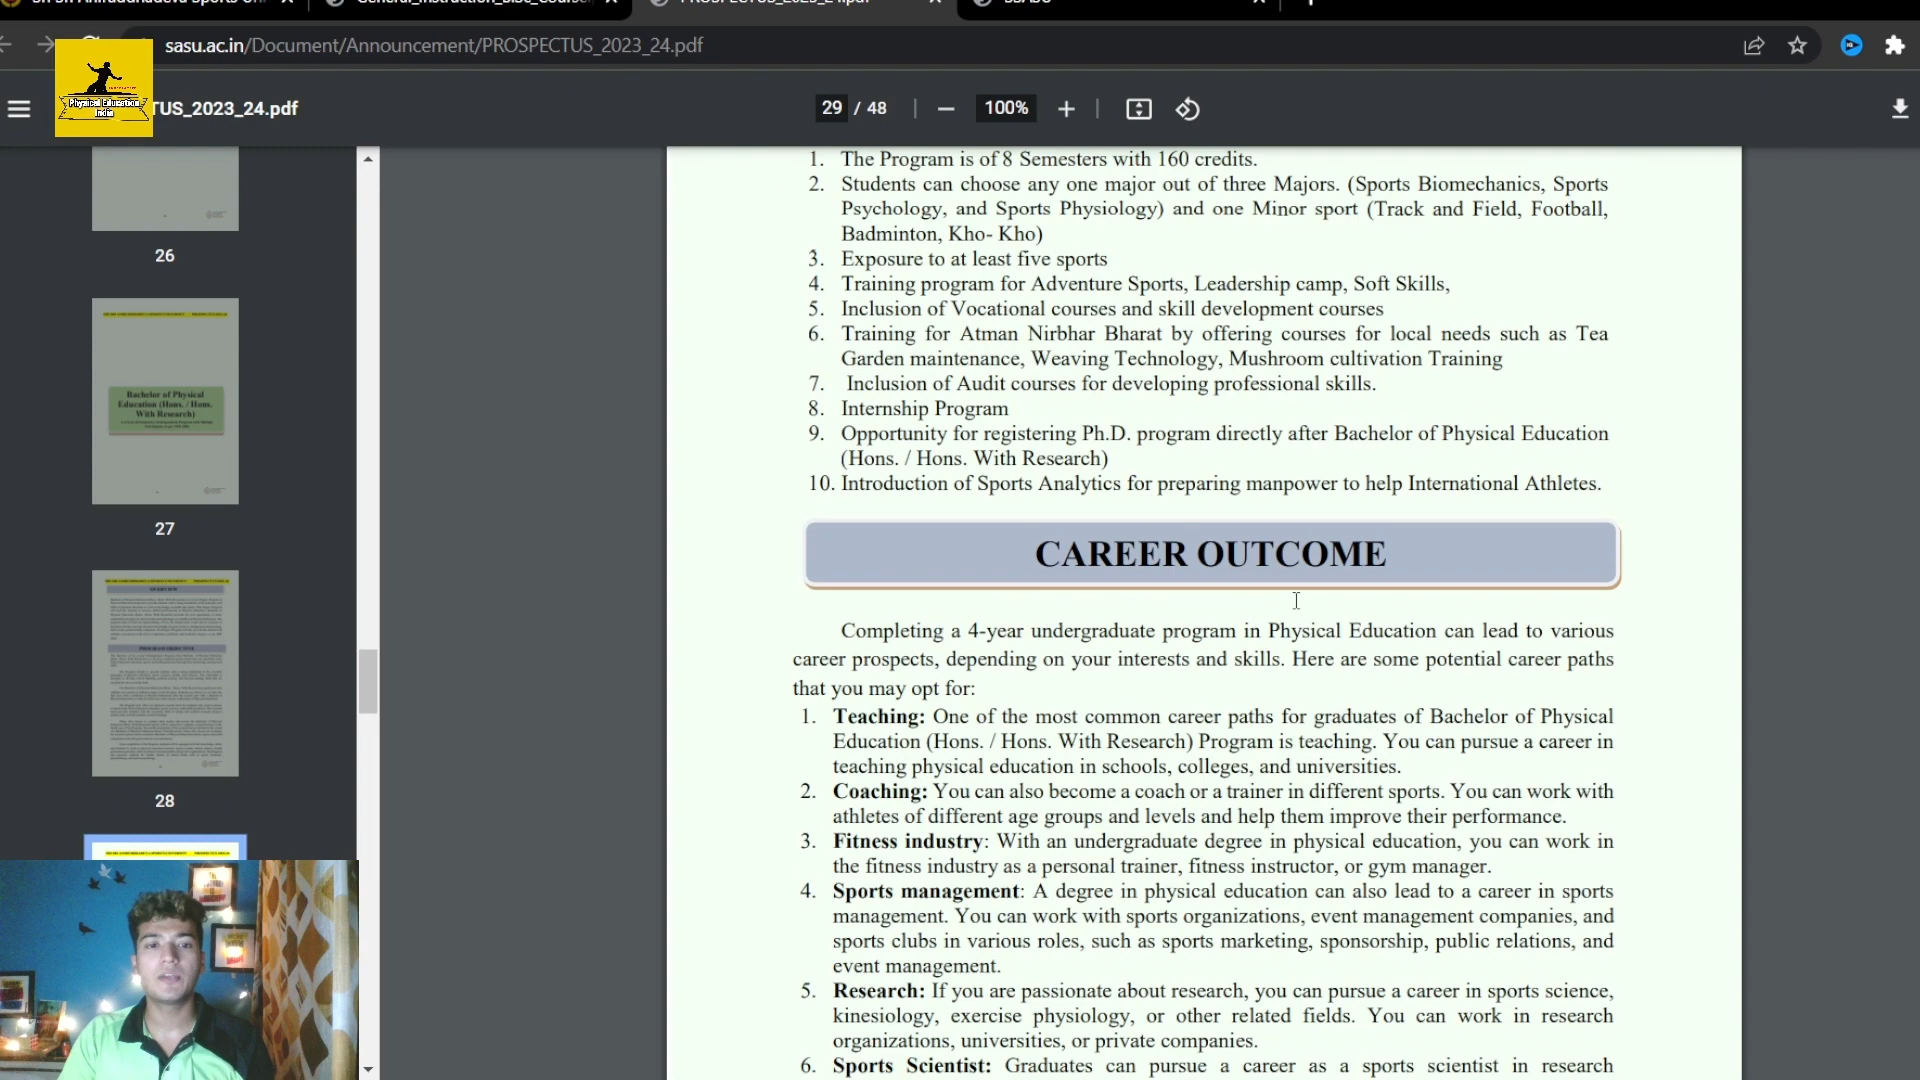 sasu.ac.in/Document/Announcement/PROSPECTUS_2023_24.pdf
Physical Education
India
TUS_2023_24.pdf
29 / 48
100%
1. The Program is of 8 Semesters with 160 credits.
2. Students can choose any one major out of three Majors. (Sports Biomechanics, Sports
Psychology, and Sports Physiology) and one Minor sport (Track and Field, Football,
Badminton, Kho- Kho)
3. Exposure to at least five sports
4. Training program for Adventure Sports, Leadership camp, Soft Skills,
5. Inclusion of Vocational courses and skill development courses
6. Training for Atman Nirbhar Bharat by offering courses for local needs such as Tea
Garden maintenance, Weaving Technology, Mushroom cultivation Training
7. Inclusion of Audit courses for developing professional skills.
8. Internship Program
9. Opportunity for registering Ph.D. program directly after Bachelor of Physical Education
(Hons. / Hons. With Research)
10. Introduction of Sports Analytics for preparing manpower to help International Athletes.
CAREER OUTCOME
Completing a 4-year undergraduate program in Physical Education can lead to various
career prospects, depending on your interests and skills. Here are some potential career paths
that you may opt for:
1. Teaching: One of the most common career paths for graduates of Bachelor of Physical
Education (Hons. / Hons. With Research) Program is teaching. You can pursue a career in
teaching physical education in schools, colleges, and universities.
2. Coaching: You can also become a coach or a trainer in different sports. You can work with
athletes of different age groups and levels and help them improve their performance.
3. Fitness industry: With an undergraduate degree in physical education, you can work in
the fitness industry as a personal trainer, fitness instructor, or gym manager.
4. Sports management: A degree in physical education can also lead to a career in sports
management. You can work with sports organizations, event management companies, and
sports clubs in various roles, such as sports marketing, sponsorship, public relations, and
event management.
5. Research: If you are passionate about research, you can pursue a career in sports science,
kinesiology, exercise physiology, or other related fields. You can work in research
organizations, universities, or private companies.
6. Sports Scientist: Graduates can pursue a career as a sports scientist in research
26
Bachelor of Physical
Education (Hons. / Hons.
With Research)
27
28